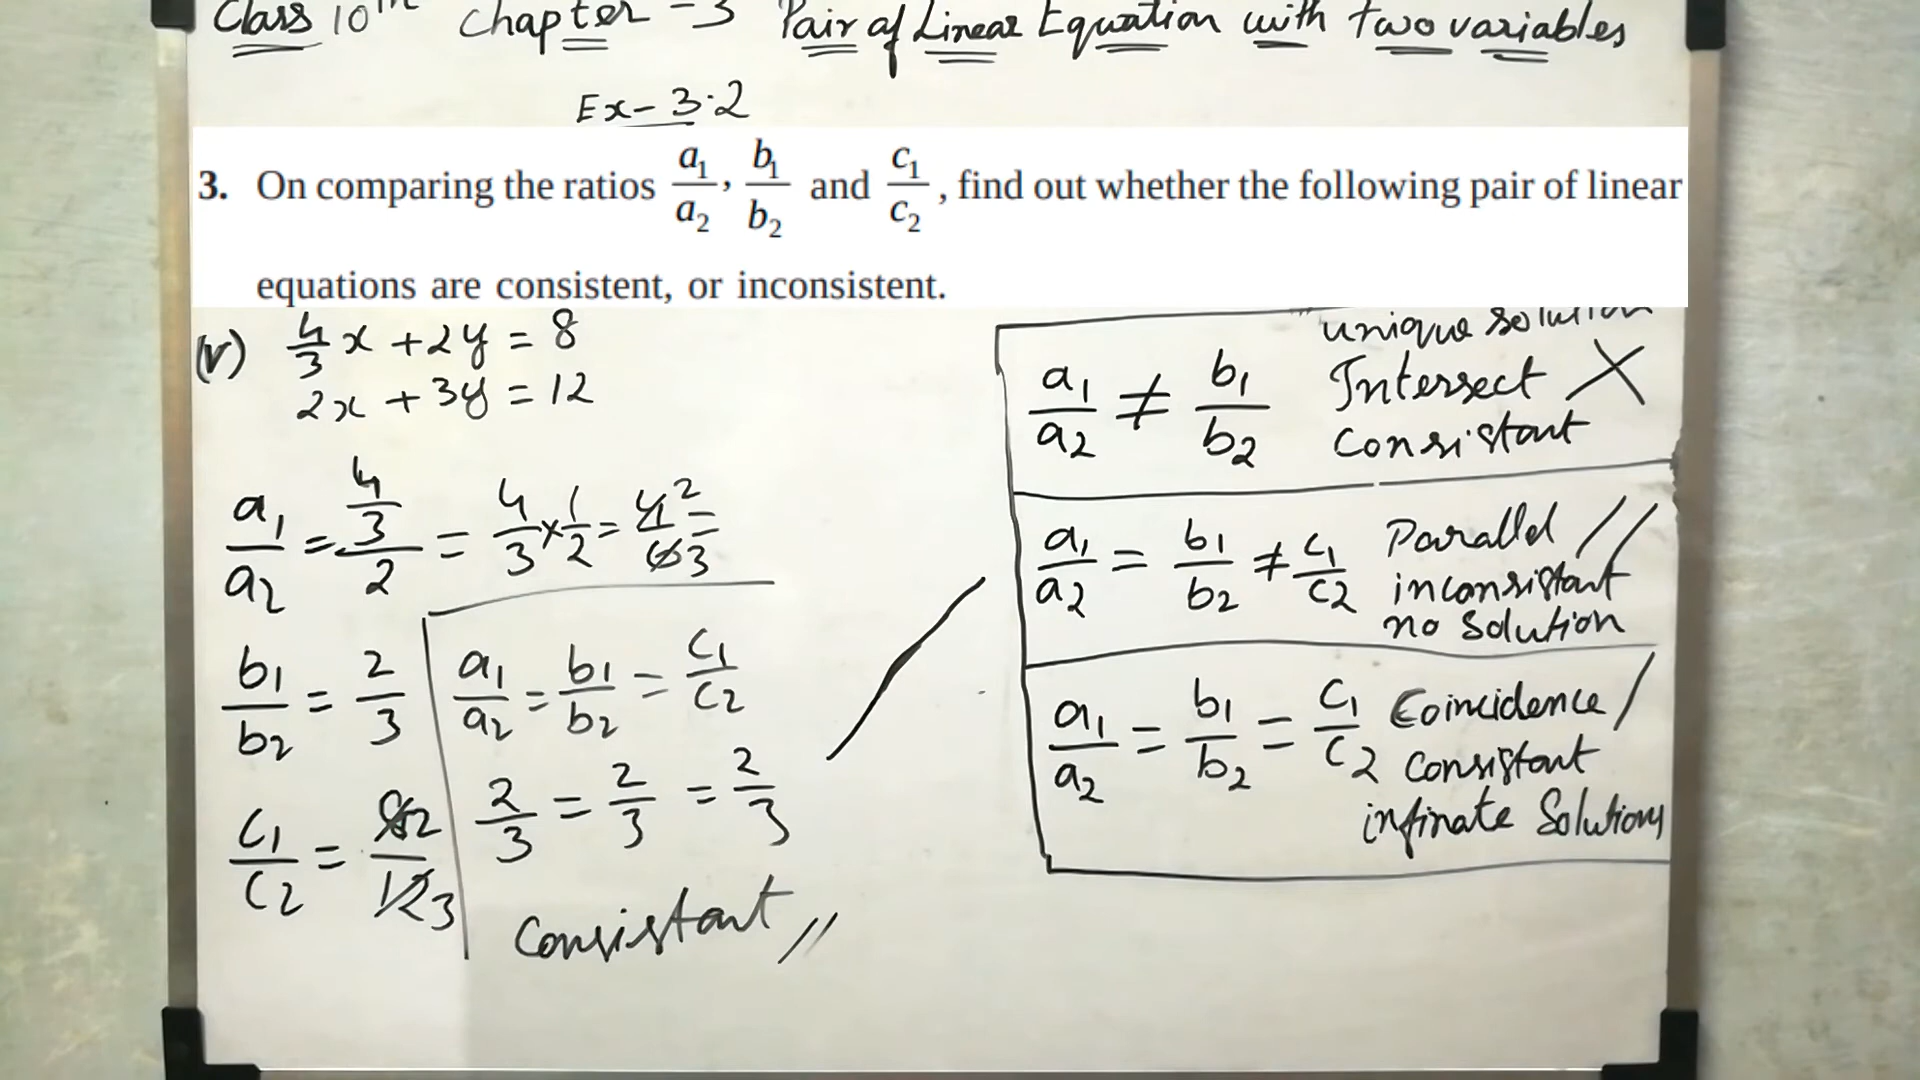 Class 10th Chapter - 3 Pair of Linear Equation with two variables
Ex - 3.2
3. On comparing the ratios a₁/a₂, b₁/b₂ and c₁/c₂, find out whether the following pair of linear
equations are consistent, or inconsistent.
(v) 4/3 x + 2y = 8
2x + 3y = 12
a₁/a₂ = 4/3 / 2 = 4/3 × 1/2 = 4 2/6 3 =
b₁/b₂ = 2/3
c₁/c₂ = 8 2/12 3
a₁/a₂ = b₁/b₂ = c₁/c₂
2/3 = 2/3 = 2/3
Consistant //
unique solution
a₁/a₂ ≠ b₁/b₂ Intersect X
Consistant
a₁/a₂ = b₁/b₂ ≠ c₁/c₂ Parallel //
inconsistant
no solution
a₁/a₂ = b₁/b₂ = c₁/c₂ Coincidence /
consistant
infinate Solutions